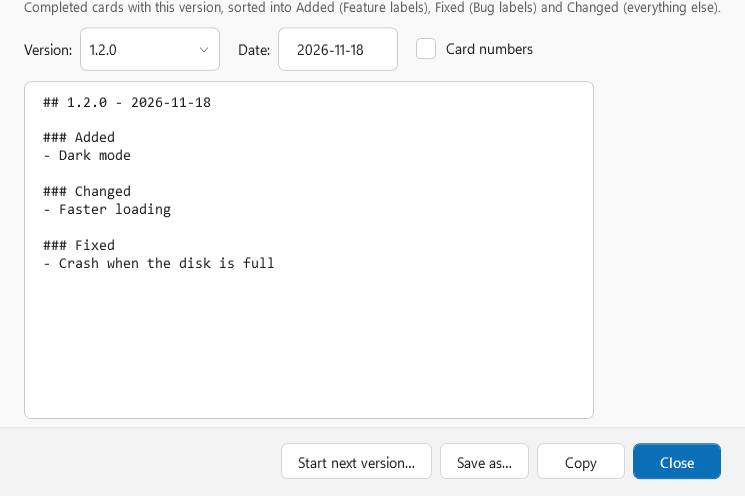 Completed cards with this version, sorted into Added (Feature labels), Fixed (Bug labels) and Changed (everything else).
Version: 1.2.0 Date: 2026-11-18 Card numbers
## 1.2.0 - 2026-11-18
### Added
- Dark mode
### Changed
- Faster loading
### Fixed
- Crash when the disk is full
Start next version... Save as... Copy Close